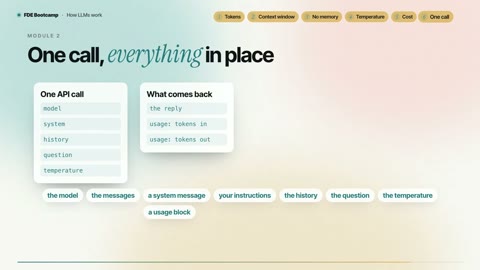 FDE Bootcamp · How LLMs work
Tokens
Context window
No memory
Temperature
Cost
One call
MODULE 2
One call, everything in place
One API call
model
system
history
question
temperature
What comes back
the reply
usage: tokens in
usage: tokens out
the model
the messages
a system message
your instructions
the history
the question
the temperature
a usage block